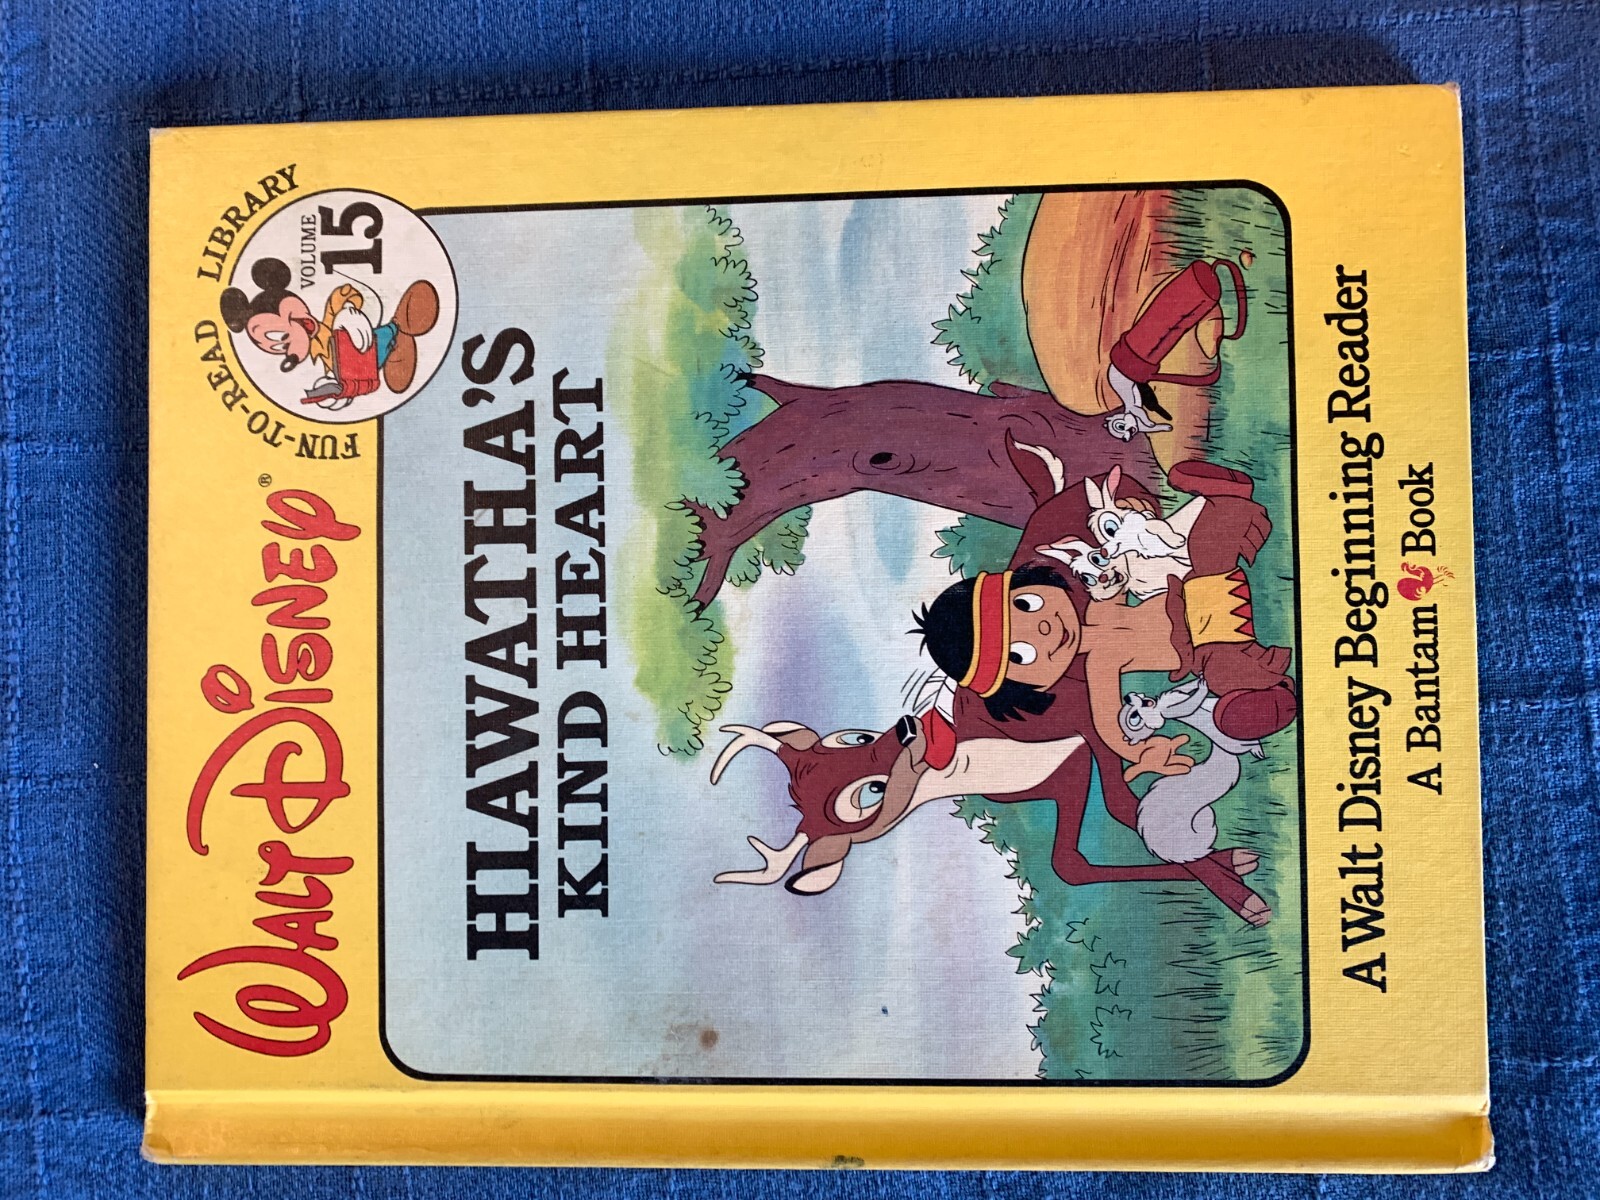 WALT DISNEY®
FUN-TO-READ LIBRARY
VOLUME
15
HIAWATHA'S
KIND HEART
A Walt Disney Beginning Reader
A Bantam Book